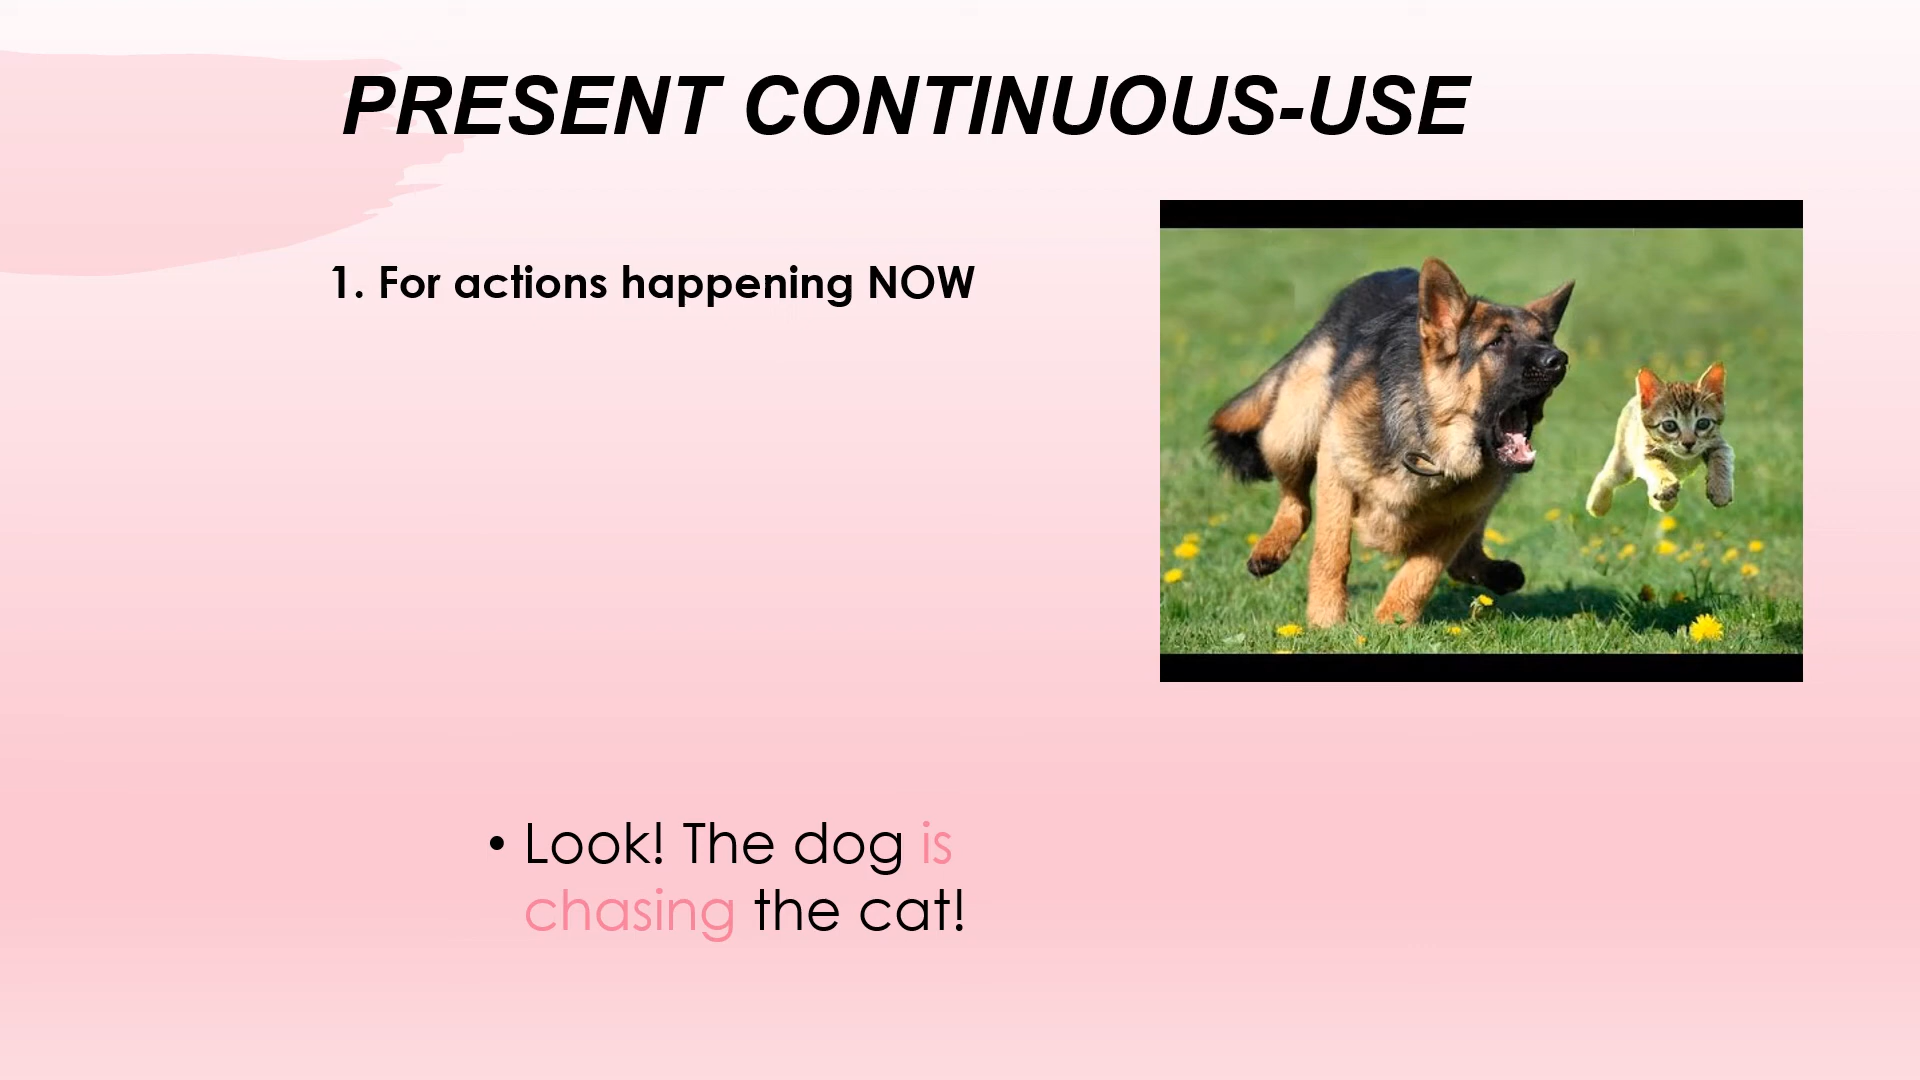 PRESENT CONTINUOUS-USE
1. For actions happening NOW
• Look! The dog is
chasing the cat!